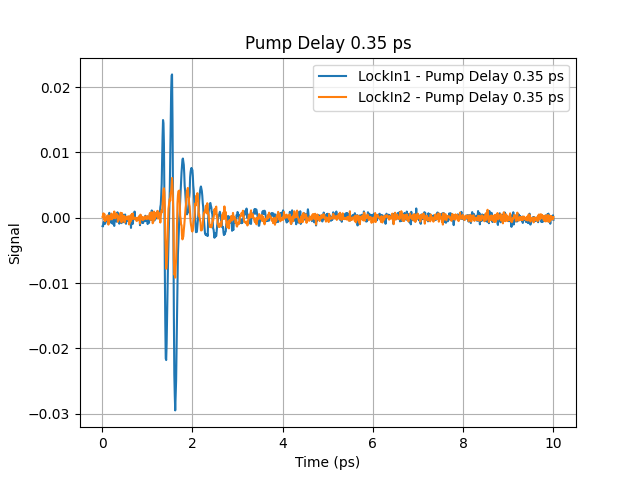 Pump Delay 0.35 ps
LockIn1 - Pump Delay 0.35 ps
LockIn2 - Pump Delay 0.35 ps
0.02
0.01
0.00
−0.01
−0.02
−0.03
Signal
0 2 4 6 8 10
Time (ps)